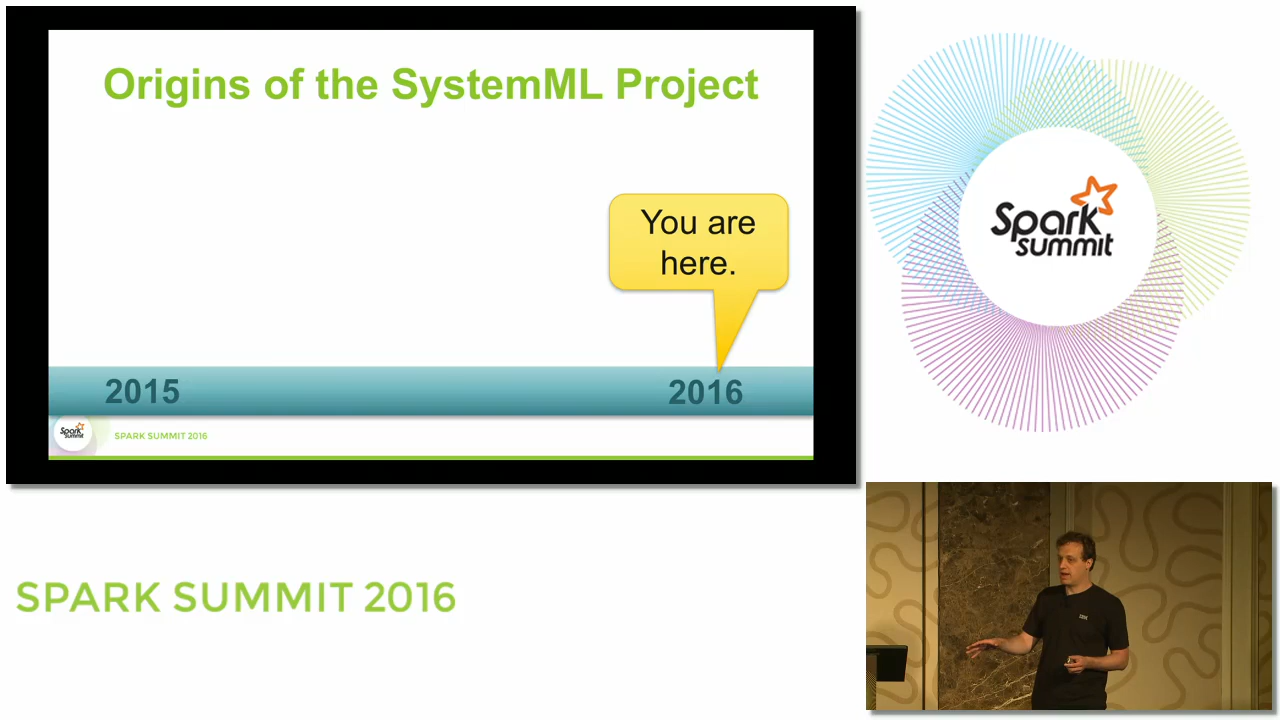 Origins of the SystemML Project
You are
here.
2015
2016
Spark
summit
SPARK SUMMIT 2016
Spark
summit
SPARK SUMMIT 2016
IBM